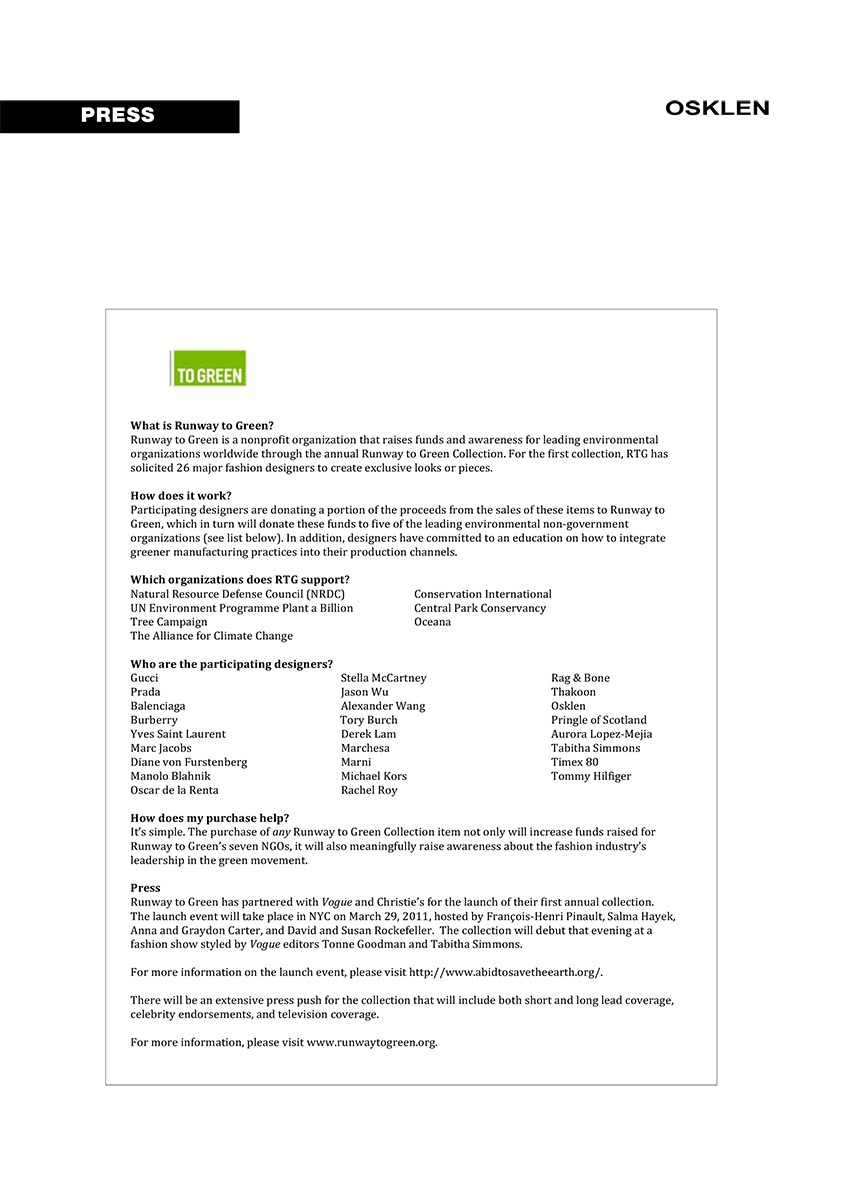 PRESS
OSKLEN
TO GREEN
What is Runway to Green?
Runway to Green is a nonprofit organization that raises funds and awareness for leading environmental
organizations worldwide through the annual Runway to Green Collection. For the first collection, RTG has
solicited 26 major fashion designers to create exclusive looks or pieces.
How does it work?
Participating designers are donating a portion of the proceeds from the sales of these items to Runway to
Green, which in turn will donate these funds to five of the leading environmental non-government
organizations (see list below). In addition, designers have committed to an education on how to integrate
greener manufacturing practices into their production channels.
Which organizations does RTG support?
Natural Resource Defense Council (NRDC)
UN Environment Programme Plant a Billion
Tree Campaign
The Alliance for Climate Change
Conservation International
Central Park Conservancy
Oceana
Who are the participating designers?
Gucci
Prada
Balenciaga
Burberry
Yves Saint Laurent
Marc Jacobs
Diane von Furstenberg
Manolo Blahnik
Oscar de la Renta
Stella McCartney
Jason Wu
Alexander Wang
Tory Burch
Derek Lam
Marchesa
Marni
Michael Kors
Rachel Roy
Rag & Bone
Thakoon
Osklen
Pringle of Scotland
Aurora Lopez-Mejia
Tabitha Simmons
Timex 80
Tommy Hilfiger
How does my purchase help?
It's simple. The purchase of any Runway to Green Collection item not only will increase funds raised for
Runway to Green's seven NGOs, it will also meaningfully raise awareness about the fashion industry's
leadership in the green movement.
Press
Runway to Green has partnered with Vogue and Christie's for the launch of their first annual collection.
The launch event will take place in NYC on March 29, 2011, hosted by François-Henri Pinault, Salma Hayek,
Anna and Graydon Carter, and David and Susan Rockefeller. The collection will debut that evening at a
fashion show styled by Vogue editors Tonne Goodman and Tabitha Simmons.
For more information on the launch event, please visit http://www.abidtosavetheearth.org/.
There will be an extensive press push for the collection that will include both short and long lead coverage,
celebrity endorsements, and television coverage.
For more information, please visit www.runwaytogreen.org.